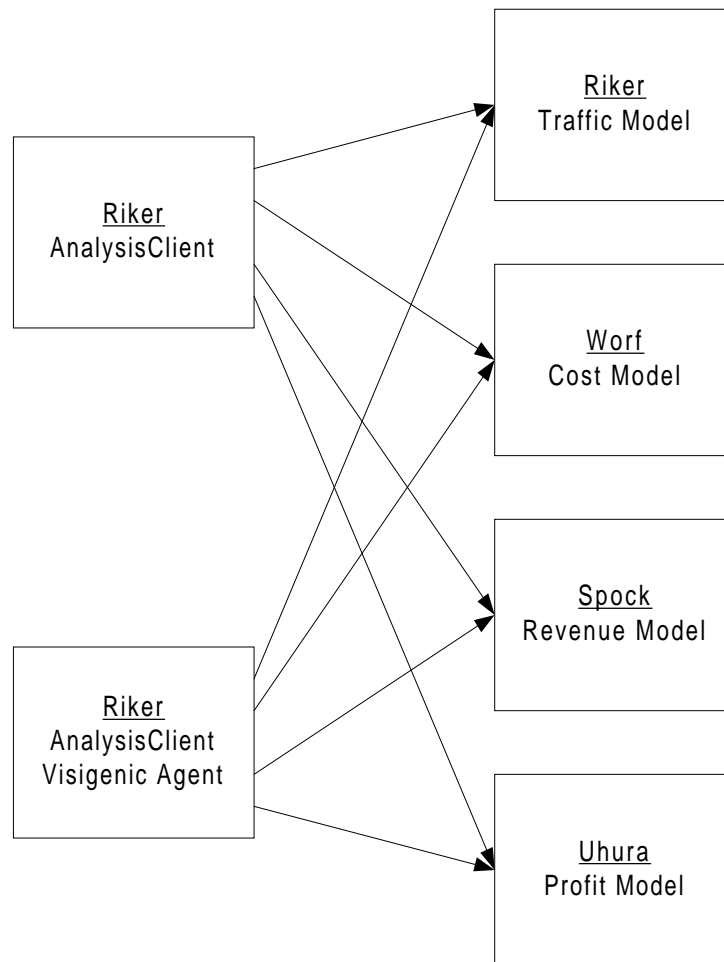 Riker
Traffic Model
Riker
AnalysisClient
Worf
Cost Model
Spock
Revenue Model
Riker
AnalysisClient
Visigenic Agent
Uhura
Profit Model